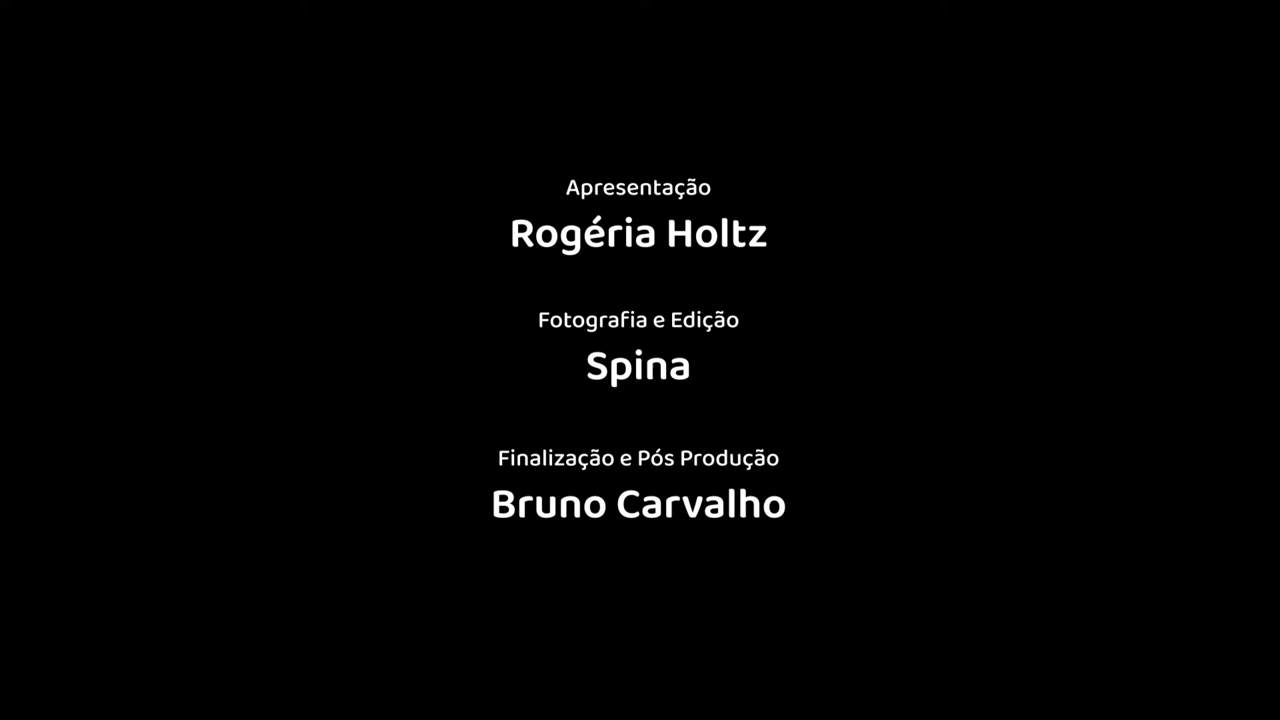 Apresentação
Rogéria Holtz
Fotografia e Edição
Spina
Finalização e Pós Produção
Bruno Carvalho